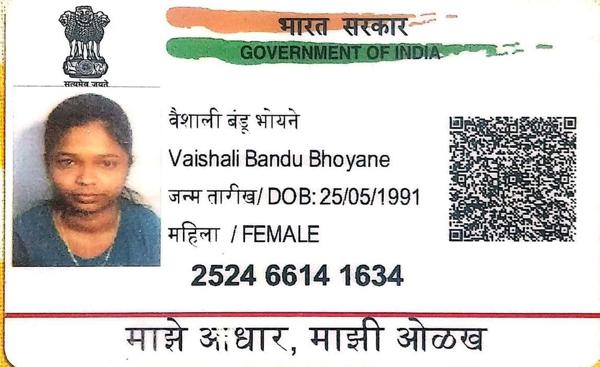 सत्यमेव जयते
भारत सरकार
GOVERNMENT OF INDIA
वैशाली बंडू भोयने
Vaishali Bandu Bhoyane
जन्म तारीख/ DOB: 25/05/1991
महिला / FEMALE
2524 6614 1634
माझे आधार, माझी ओळख